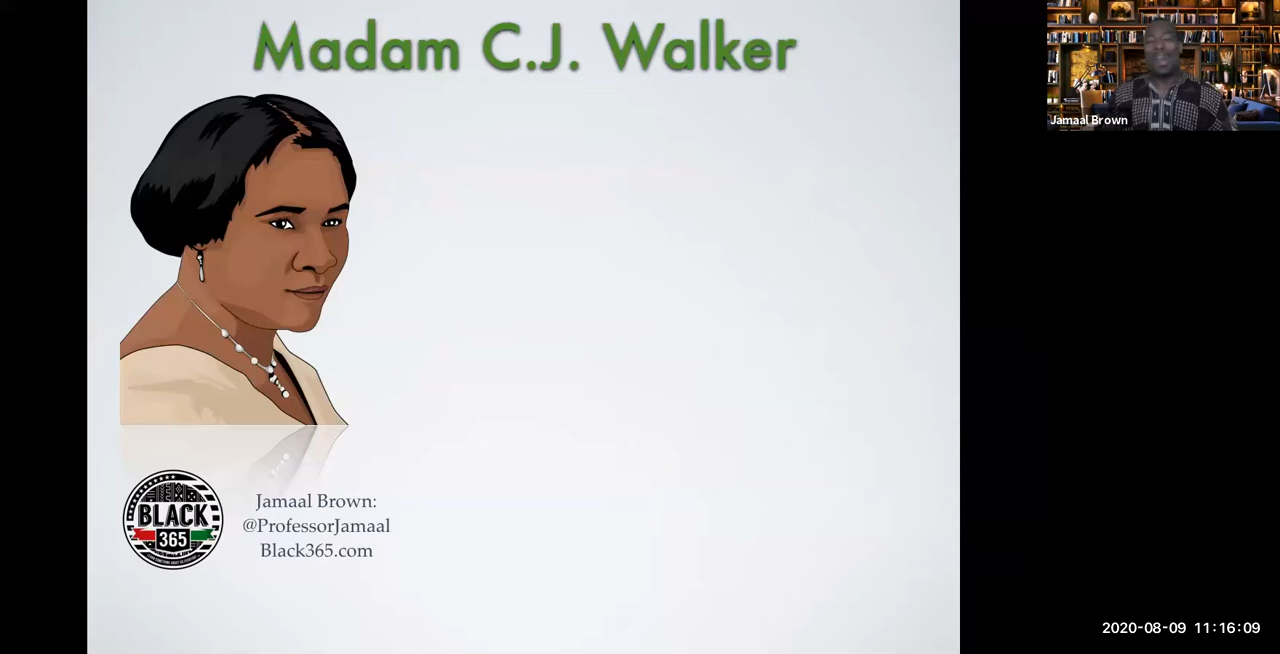 Madam C.J. Walker
Jamaal Brown
BLACK
365
Jamaal Brown:
@ProfessorJamaal
Black365.com
2020-08-09 11:16:09